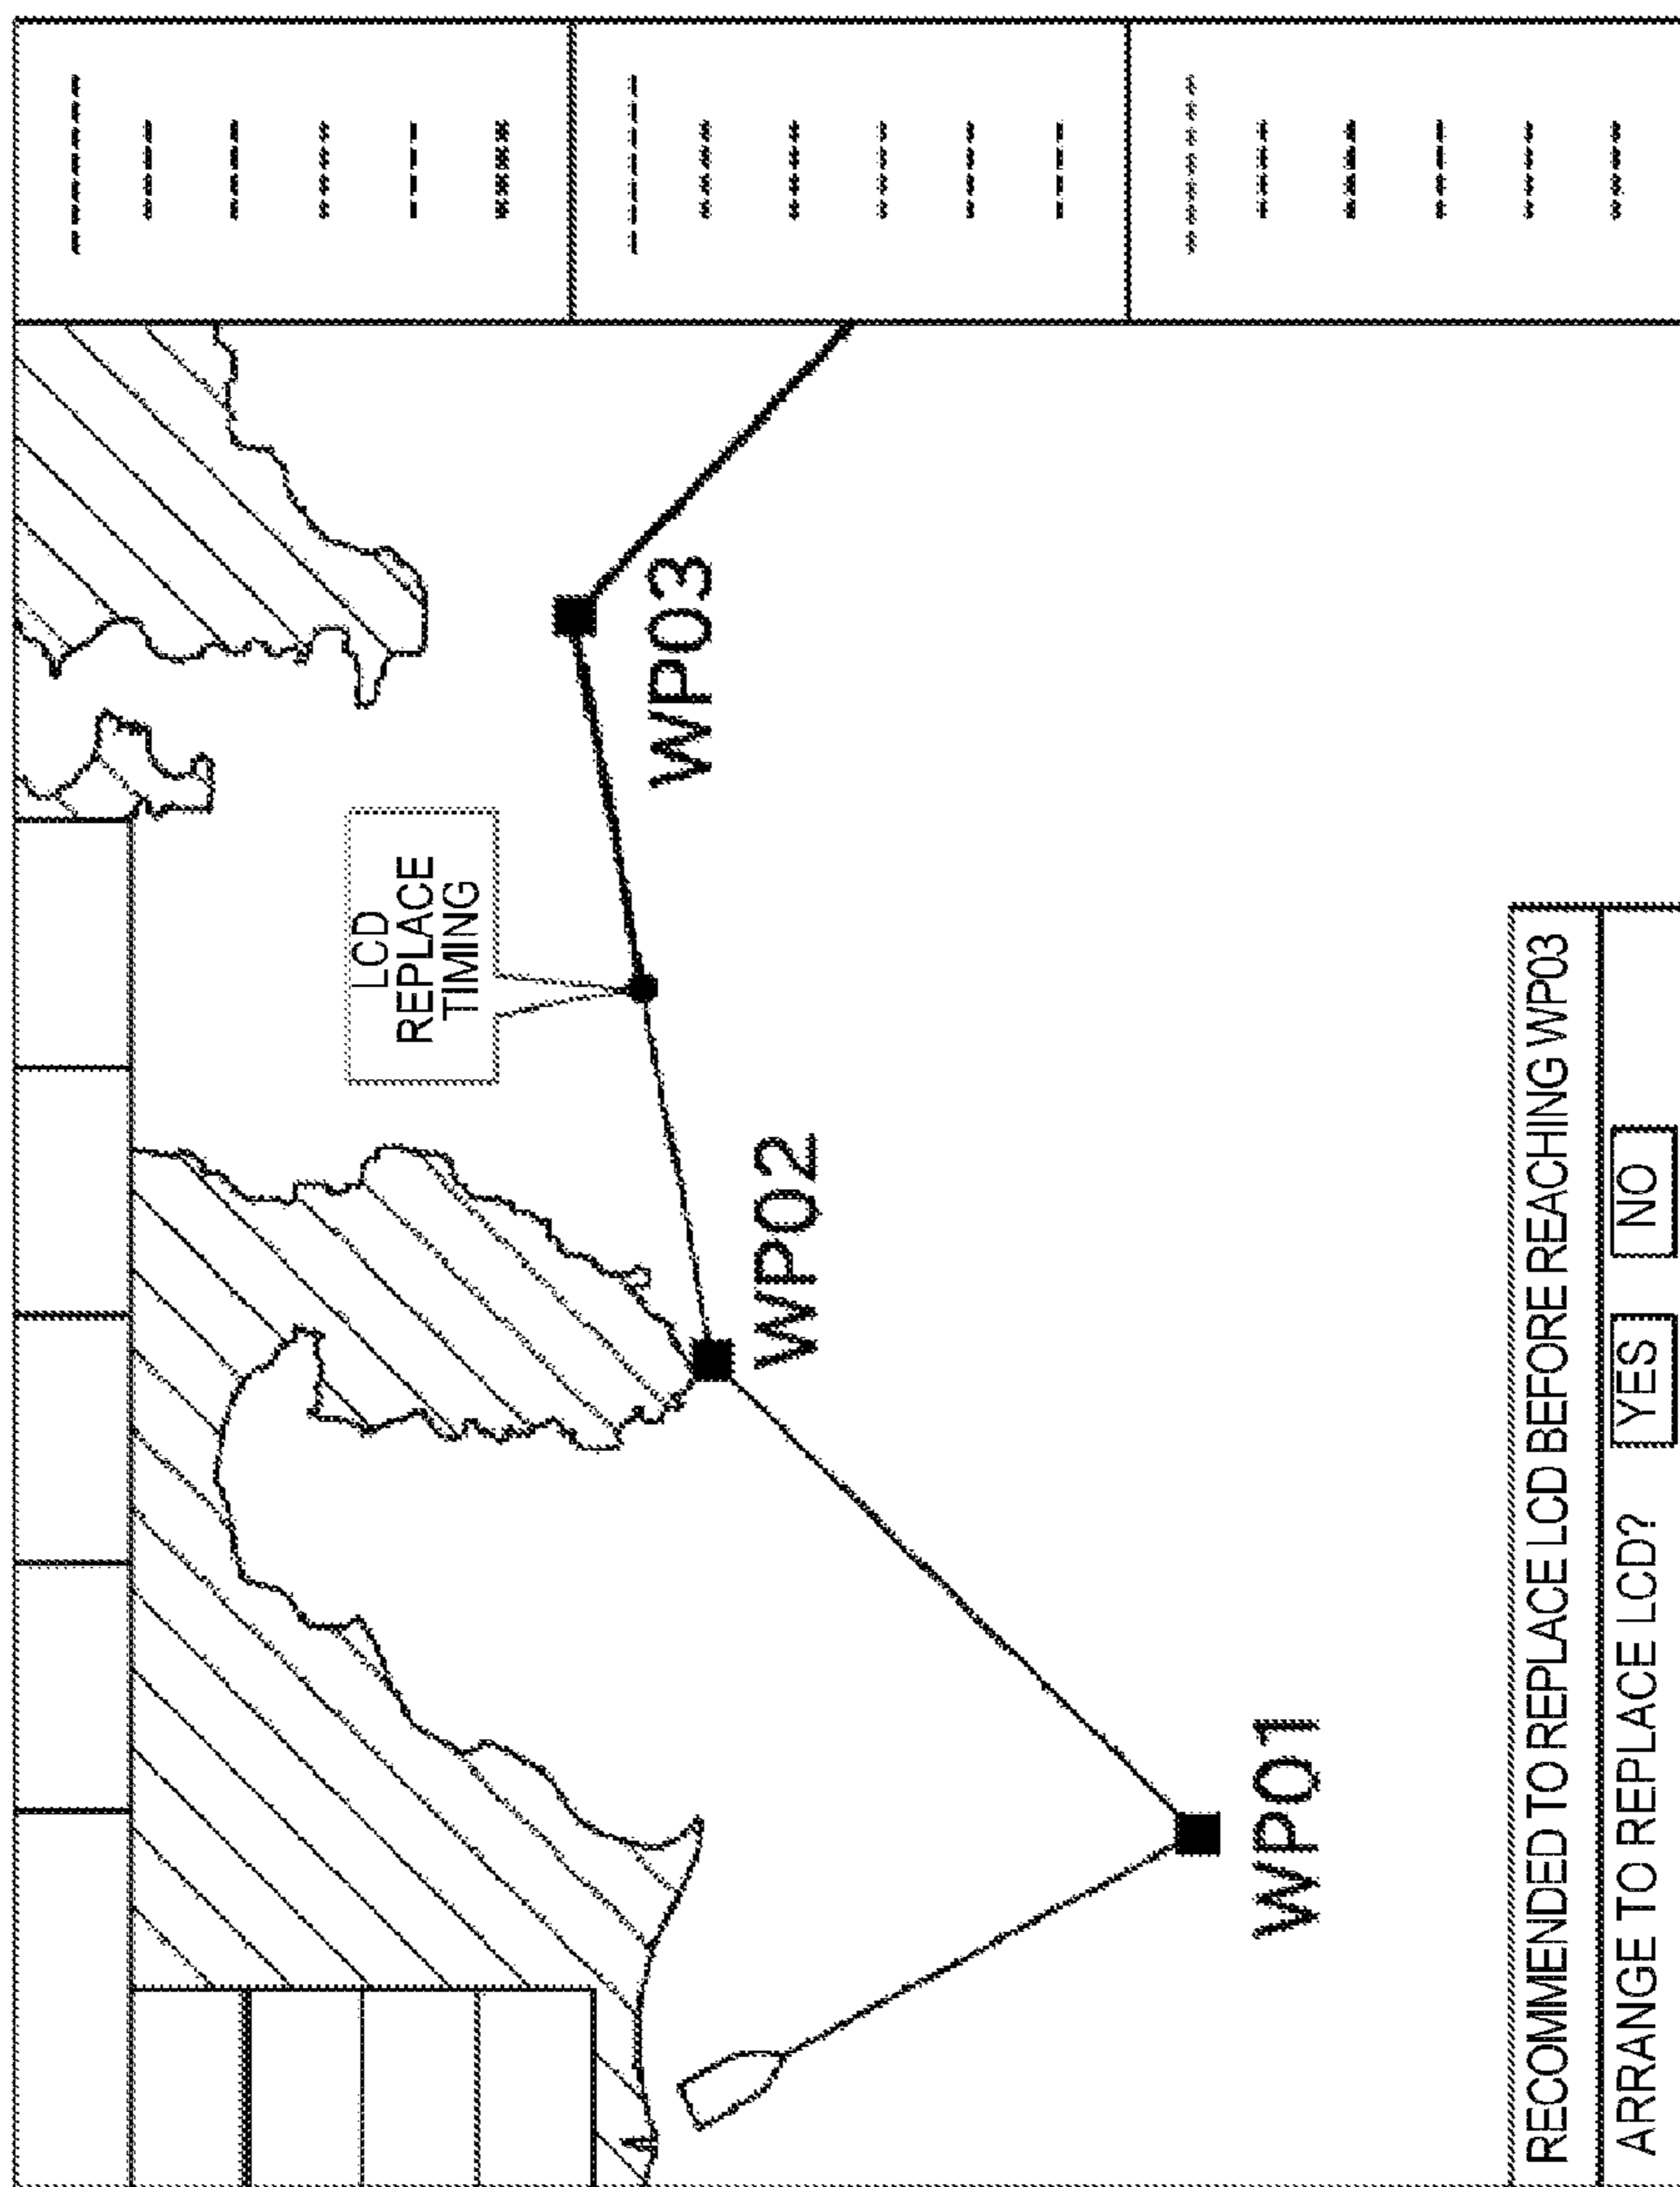 LCD
REPLACE
TIMING
WP03
WP02
WP01
RECOMMENDED TO REPLACE LCD BEFORE REACHING WP03
ARRANGE TO REPLACE LCD? YES NO